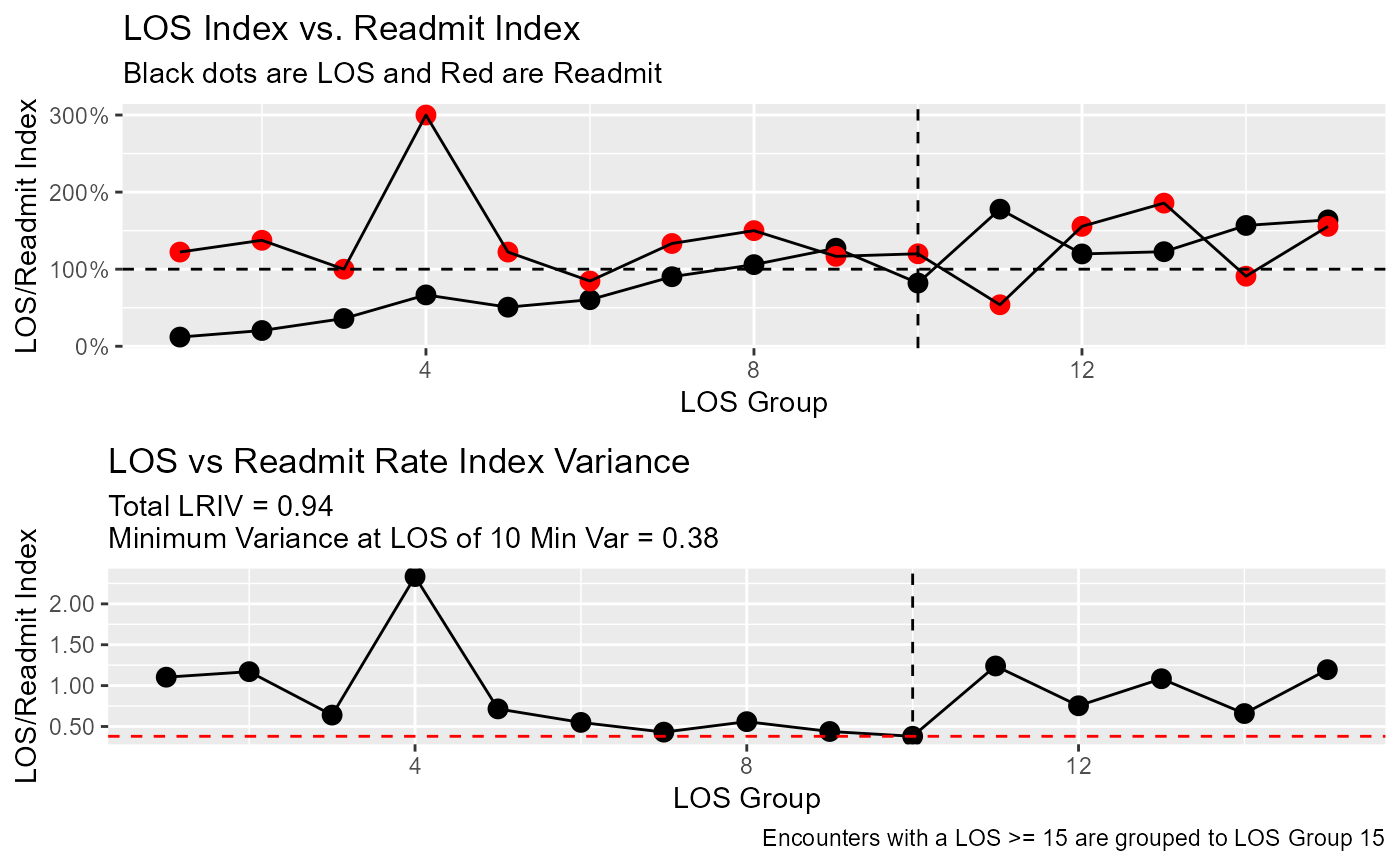 LOS Index vs. Readmit Index
Black dots are LOS and Red are Readmit
LOS/Readmit Index
300%
200%
100%
0%
4
8
12
LOS Group
LOS vs Readmit Rate Index Variance
Total LRIV = 0.94
Minimum Variance at LOS of 10 Min Var = 0.38
LOS/Readmit Index
2.00
1.50
1.00
0.50
4
8
12
LOS Group
Encounters with a LOS >= 15 are grouped to LOS Group 15